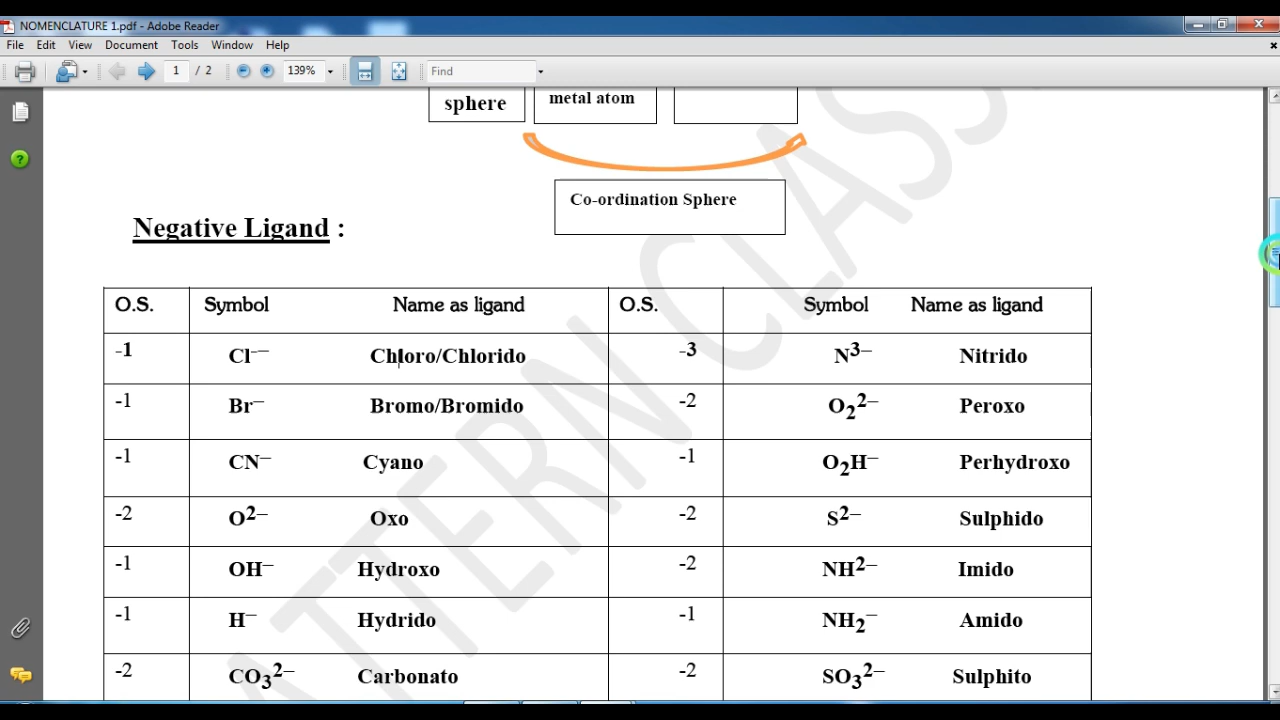 NOMENCLATURE 1.pdf - Adobe Reader
File Edit View Document Tools Window Help
1 / 2 139% Find
sphere metal atom
Co-ordination Sphere
Negative Ligand :
O.S. Symbol Name as ligand O.S. Symbol Name as ligand
-1 Cl⁻ Chloro/Chlorido -3 N³⁻ Nitrido
-1 Br⁻ Bromo/Bromido -2 O₂²⁻ Peroxo
-1 CN⁻ Cyano -1 O₂H⁻ Perhydroxo
-2 O²⁻ Oxo -2 S²⁻ Sulphido
-1 OH⁻ Hydroxo -2 NH²⁻ Imido
-1 H⁻ Hydrido -1 NH₂⁻ Amido
-2 CO₃²⁻ Carbonato -2 SO₃²⁻ Sulphito